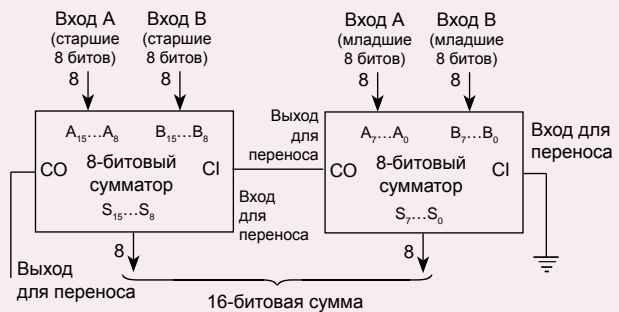 Вход A
(старшие
8 битов)
8
Вход B
(старшие
8 битов)
Вход A
(младшие
8 битов)
8
Вход B
(младшие
8 битов)
A₁₅...A₈
B₁₅...B₈
CO
8-битовый
сумматор
CI
S₁₅...S₈
Выход
для
переноса
Вход
для
переноса
A₇...A₀
B₇...B₀
CO
8-битовый
сумматор
CI
S₇...S₀
Вход для
переноса
8
8
Выход
для переноса
16-битовая сумма